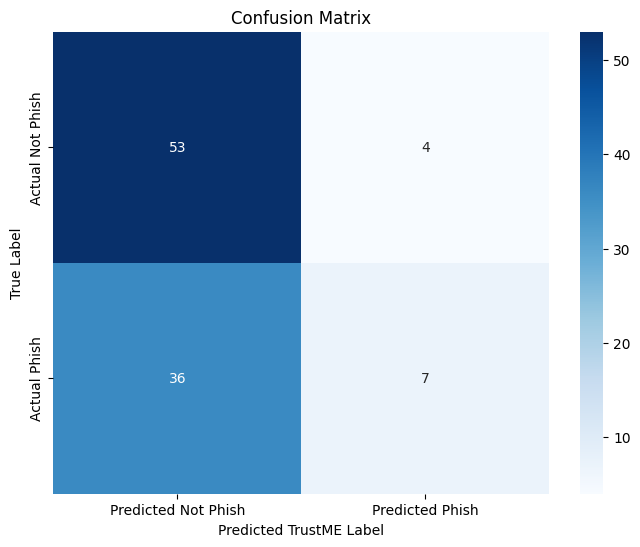 Confusion Matrix
True Label
Actual Not Phish
Actual Phish
53
4
36
7
Predicted Not Phish
Predicted Phish
Predicted TrustME Label
50
40
30
20
10